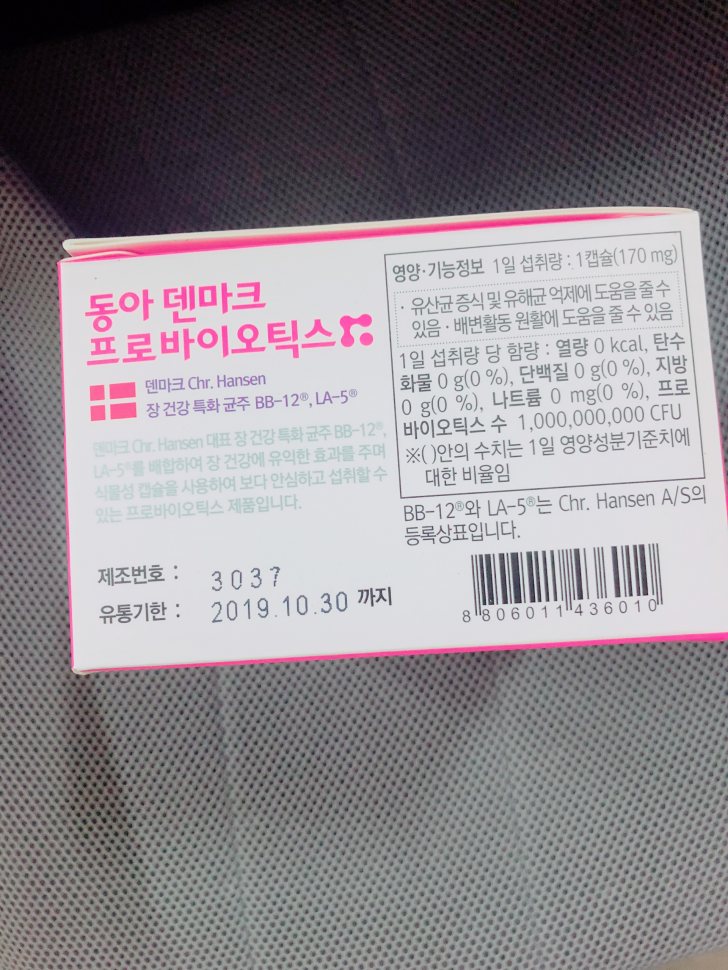 동아 덴마크
프로바이오틱스
덴마크 Chr. Hansen
장 건강 특화 균주 BB-12®, LA-5®
덴마크 Chr. Hansen 대표 장 건강 특화 균주 BB-12®,
LA-5®를 배합하여 장 건강에 유익한 효과를 주며
식물성 캡슐을 사용하여 보다 안심하고 섭취할 수
있는 프로바이오틱스 제품입니다.
제조번호 : 3037
유통기한 : 2019.10.30 까지
영양·기능정보 1일 섭취량 : 1캡슐(170 mg)
· 유산균 증식 및 유해균 억제에 도움을 줄 수
있음 · 배변활동 원활에 도움을 줄 수 있음
1일 섭취량 당 함량 : 열량 0 kcal, 탄수
화물 0 g(0 %), 단백질 0 g(0 %), 지방
0 g(0 %), 나트륨 0 mg(0 %), 프로
바이오틱스 수 1,000,000,000 CFU
※( )안의 수치는 1일 영양성분기준치에
대한 비율임
BB-12®와 LA-5®는 Chr. Hansen A/S의
등록상표입니다.
8 806011 436010